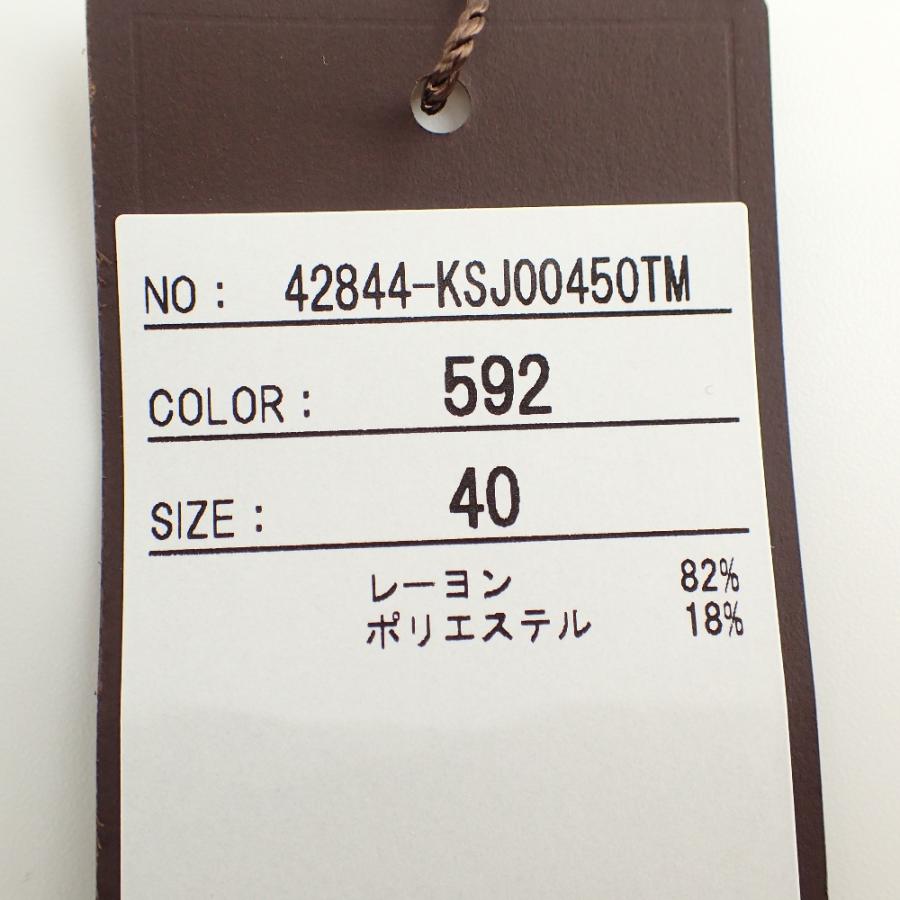 NO： 42844-KSJ00450TM
COLOR： 592
SIZE： 40
レーヨン 82%
ポリエステル 18%